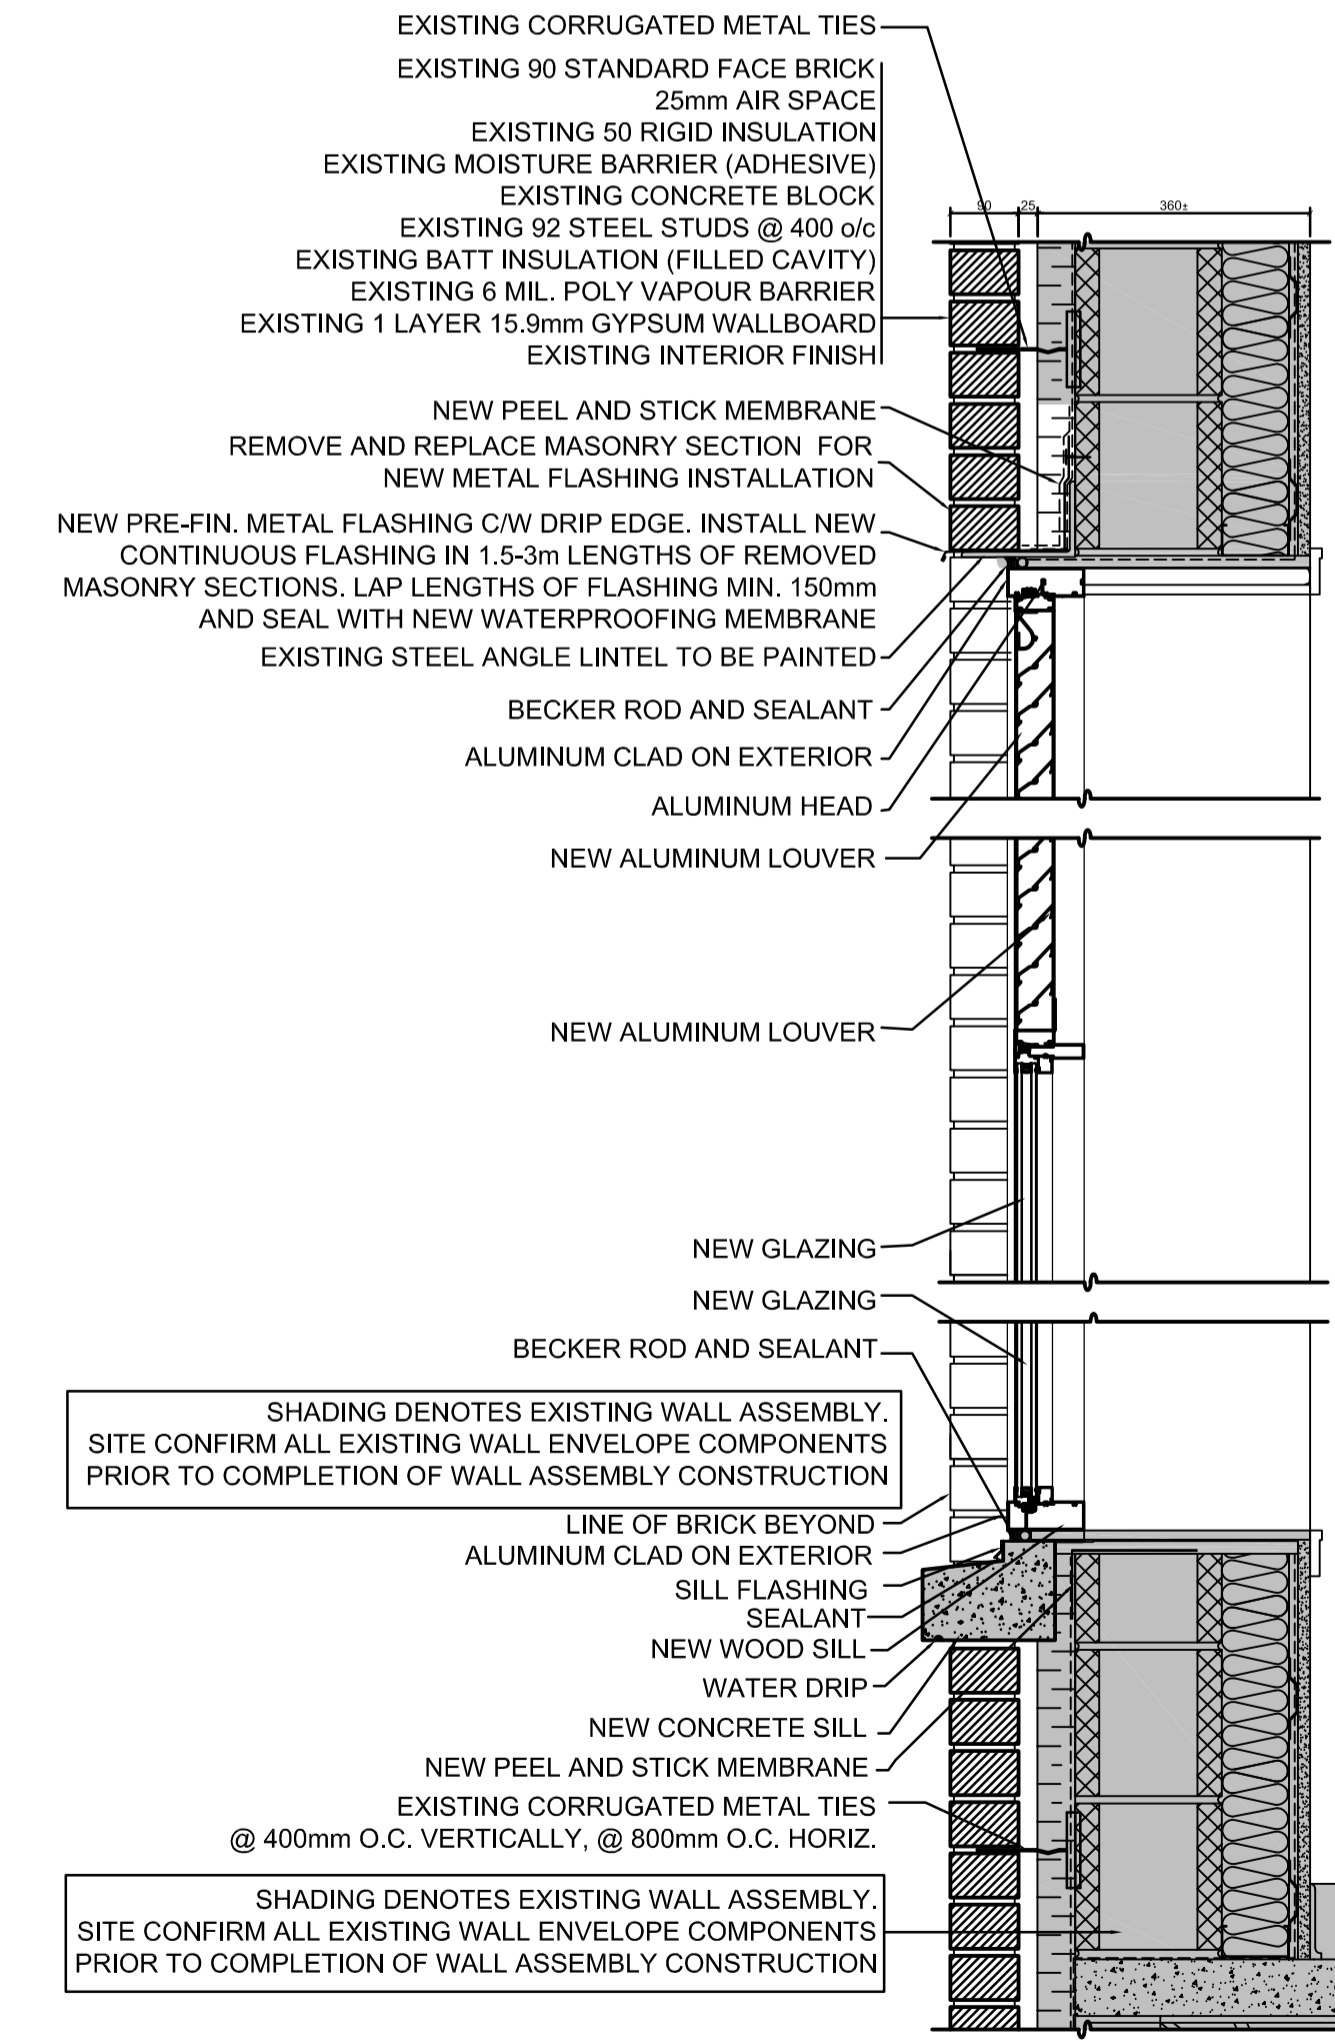 EXISTING CORRUGATED METAL TIES
EXISTING 90 STANDARD FACE BRICK
25mm AIR SPACE
EXISTING 50 RIGID INSULATION
EXISTING MOISTURE BARRIER (ADHESIVE)
EXISTING CONCRETE BLOCK
EXISTING 92 STEEL STUDS @ 400 o/c
EXISTING BATT INSULATION (FILLED CAVITY)
EXISTING 6 MIL. POLY VAPOUR BARRIER
EXISTING 1 LAYER 15.9mm GYPSUM WALLBOARD
EXISTING INTERIOR FINISH
90 25 360±
NEW PEEL AND STICK MEMBRANE
REMOVE AND REPLACE MASONRY SECTION FOR
NEW METAL FLASHING INSTALLATION
NEW PRE-FIN. METAL FLASHING C/W DRIP EDGE. INSTALL NEW
CONTINUOUS FLASHING IN 1.5-3m LENGTHS OF REMOVED
MASONRY SECTIONS. LAP LENGTHS OF FLASHING MIN. 150mm
AND SEAL WITH NEW WATERPROOFING MEMBRANE
EXISTING STEEL ANGLE LINTEL TO BE PAINTED
BECKER ROD AND SEALANT
ALUMINUM CLAD ON EXTERIOR
ALUMINUM HEAD
NEW ALUMINUM LOUVER
NEW ALUMINUM LOUVER
NEW GLAZING
NEW GLAZING
BECKER ROD AND SEALANT
SHADING DENOTES EXISTING WALL ASSEMBLY.
SITE CONFIRM ALL EXISTING WALL ENVELOPE COMPONENTS
PRIOR TO COMPLETION OF WALL ASSEMBLY CONSTRUCTION
LINE OF BRICK BEYOND
ALUMINUM CLAD ON EXTERIOR
SILL FLASHING
SEALANT
NEW WOOD SILL
WATER DRIP
NEW CONCRETE SILL
NEW PEEL AND STICK MEMBRANE
EXISTING CORRUGATED METAL TIES
@ 400mm O.C. VERTICALLY, @ 800mm O.C. HORIZ.
SHADING DENOTES EXISTING WALL ASSEMBLY.
SITE CONFIRM ALL EXISTING WALL ENVELOPE COMPONENTS
PRIOR TO COMPLETION OF WALL ASSEMBLY CONSTRUCTION